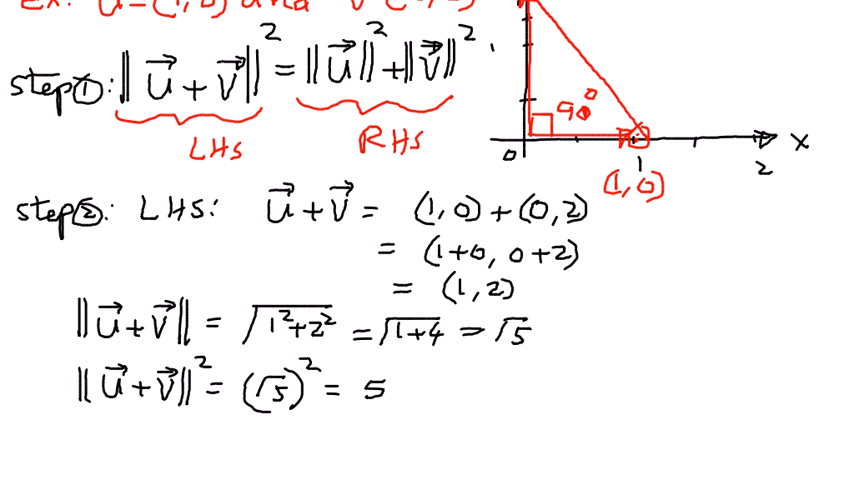 step①: ||u⃗ + v⃗||² = ||u⃗||² + ||v⃗||².
LHS
RHS
90°
0
1
2
x
(1, 0)
step②: LHS: u⃗ + v⃗ = (1, 0) + (0, 2)
= (1+0, 0+2)
= (1, 2)
||u⃗ + v⃗|| = √1²+2² = √1+4 = √5
||u⃗ + v⃗||² = (√5)² = 5